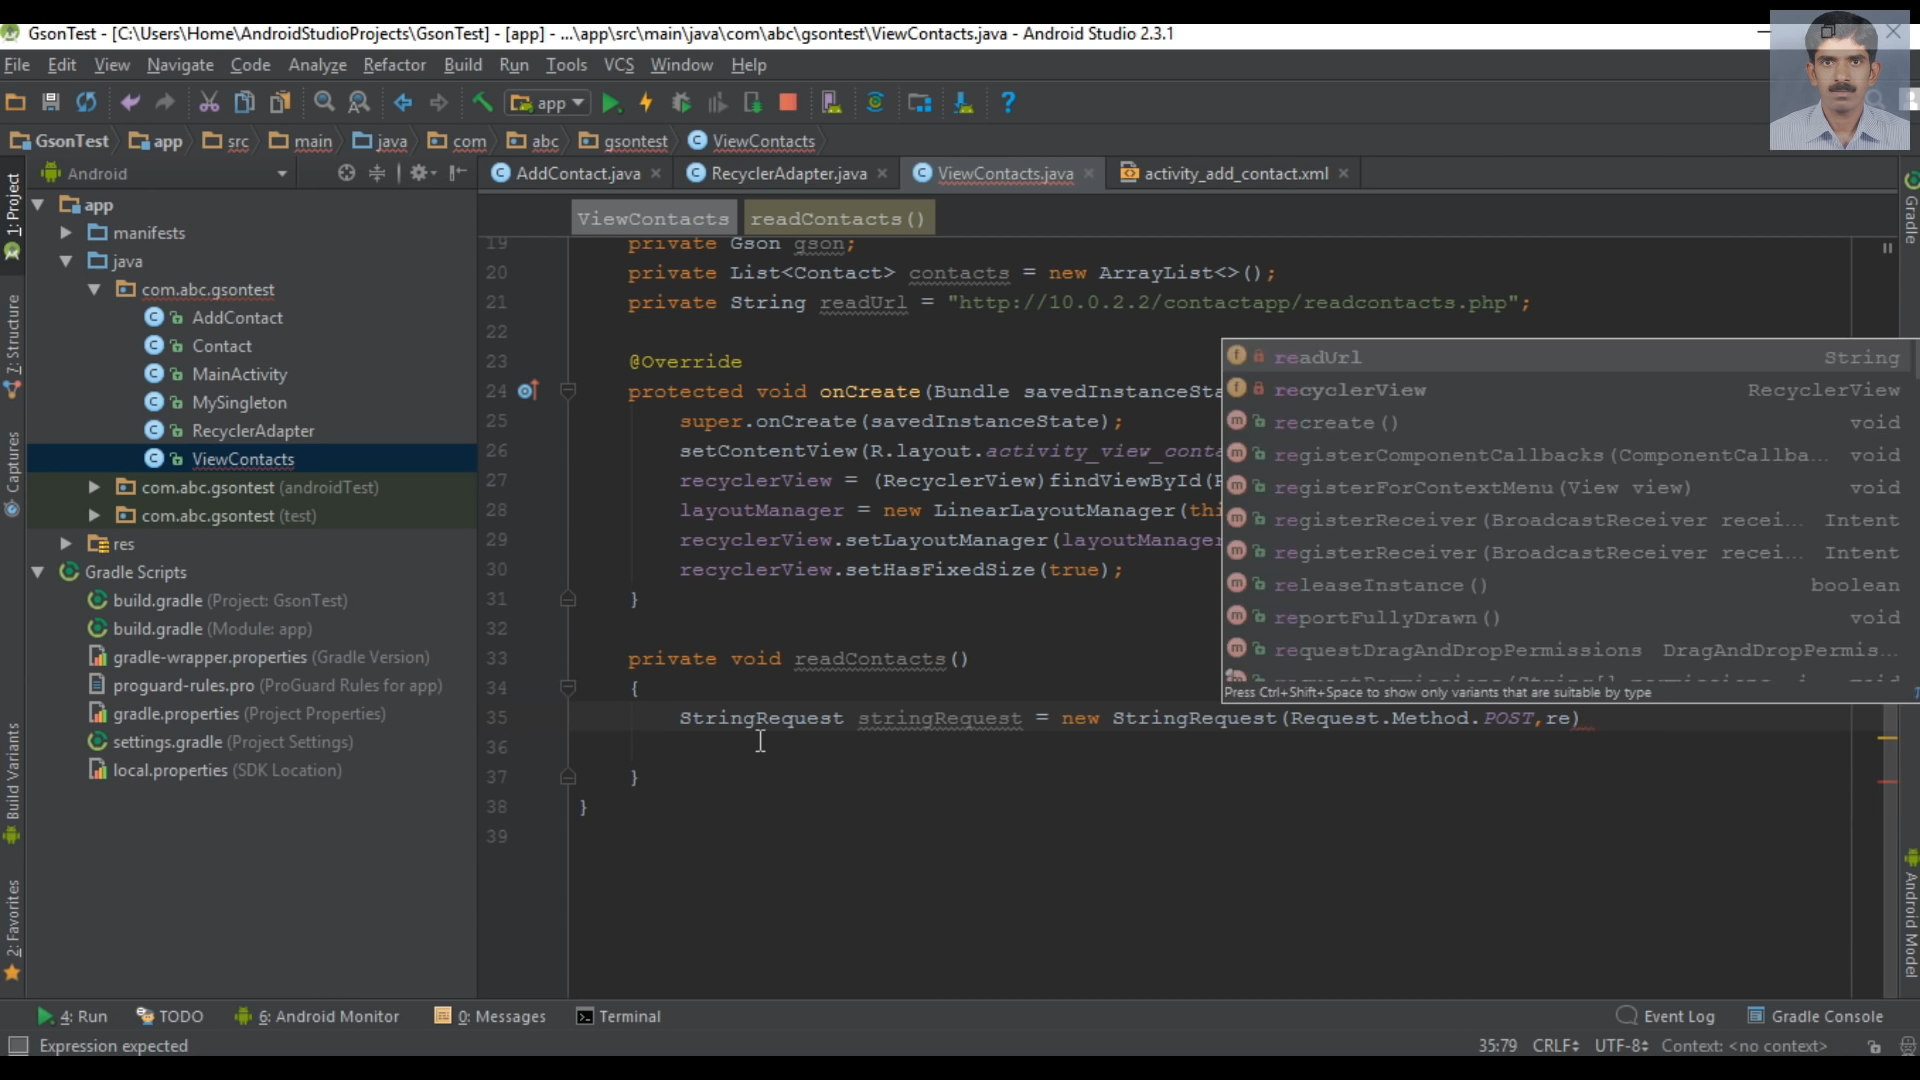 GsonTest - [C:\Users\Home\AndroidStudioProjects\GsonTest] - [app] - ...\app\src\main\java\com\abc\gsontest\ViewContacts.java - Android Studio 2.3.1
File Edit View Navigate Code Analyze Refactor Build Run Tools VCS Window Help
app
GsonTest app src main java com abc gsontest ViewContacts
Android
AddContact.java RecyclerAdapter.java ViewContacts.java activity_add_contact.xml
1: Project
7: Structure
Captures
Build Variants
2: Favorites
app
manifests
java
com.abc.gsontest
AddContact
Contact
MainActivity
MySingleton
RecyclerAdapter
ViewContacts
com.abc.gsontest (androidTest)
com.abc.gsontest (test)
res
Gradle Scripts
build.gradle (Project: GsonTest)
build.gradle (Module: app)
gradle-wrapper.properties (Gradle Version)
proguard-rules.pro (ProGuard Rules for app)
gradle.properties (Project Properties)
settings.gradle (Project Settings)
local.properties (SDK Location)
ViewContacts readContacts()
19 private Gson gson;
20 private List<Contact> contacts = new ArrayList<>();
21 private String readUrl = "http://10.0.2.2/contactapp/readcontacts.php";
22
23 @Override
24 protected void onCreate(Bundle savedInstanceSta
25 super.onCreate(savedInstanceState);
26 setContentView(R.layout.activity_view_conta
27 recyclerView = (RecyclerView)findViewById(
28 layoutManager = new LinearLayoutManager(thi
29 recyclerView.setLayoutManager(layoutManager
30 recyclerView.setHasFixedSize(true);
31 }
32
33 private void readContacts()
34 {
35 StringRequest stringRequest = new StringRequest(Request.Method.POST,re)
36
37 }
38 }
39
readUrl String
recyclerView RecyclerView
recreate() void
registerComponentCallbacks(ComponentCallba... void
registerForContextMenu(View view) void
registerReceiver(BroadcastReceiver recei... Intent
registerReceiver(BroadcastReceiver recei... Intent
releaseInstance() boolean
reportFullyDrawn() void
requestDragAndDropPermissions DragAndDropPermis...
Press Ctrl+Shift+Space to show only variants that are suitable by type
Gradle
Android Model
4: Run TODO 6: Android Monitor 0: Messages Terminal Event Log Gradle Console
Expression expected 35:79 CRLF UTF-8 Context: <no context>